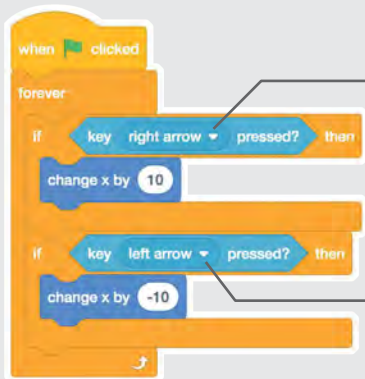 when clicked
forever
if key right arrow pressed? then
change x by 10
if key left arrow pressed? then
change x by -10